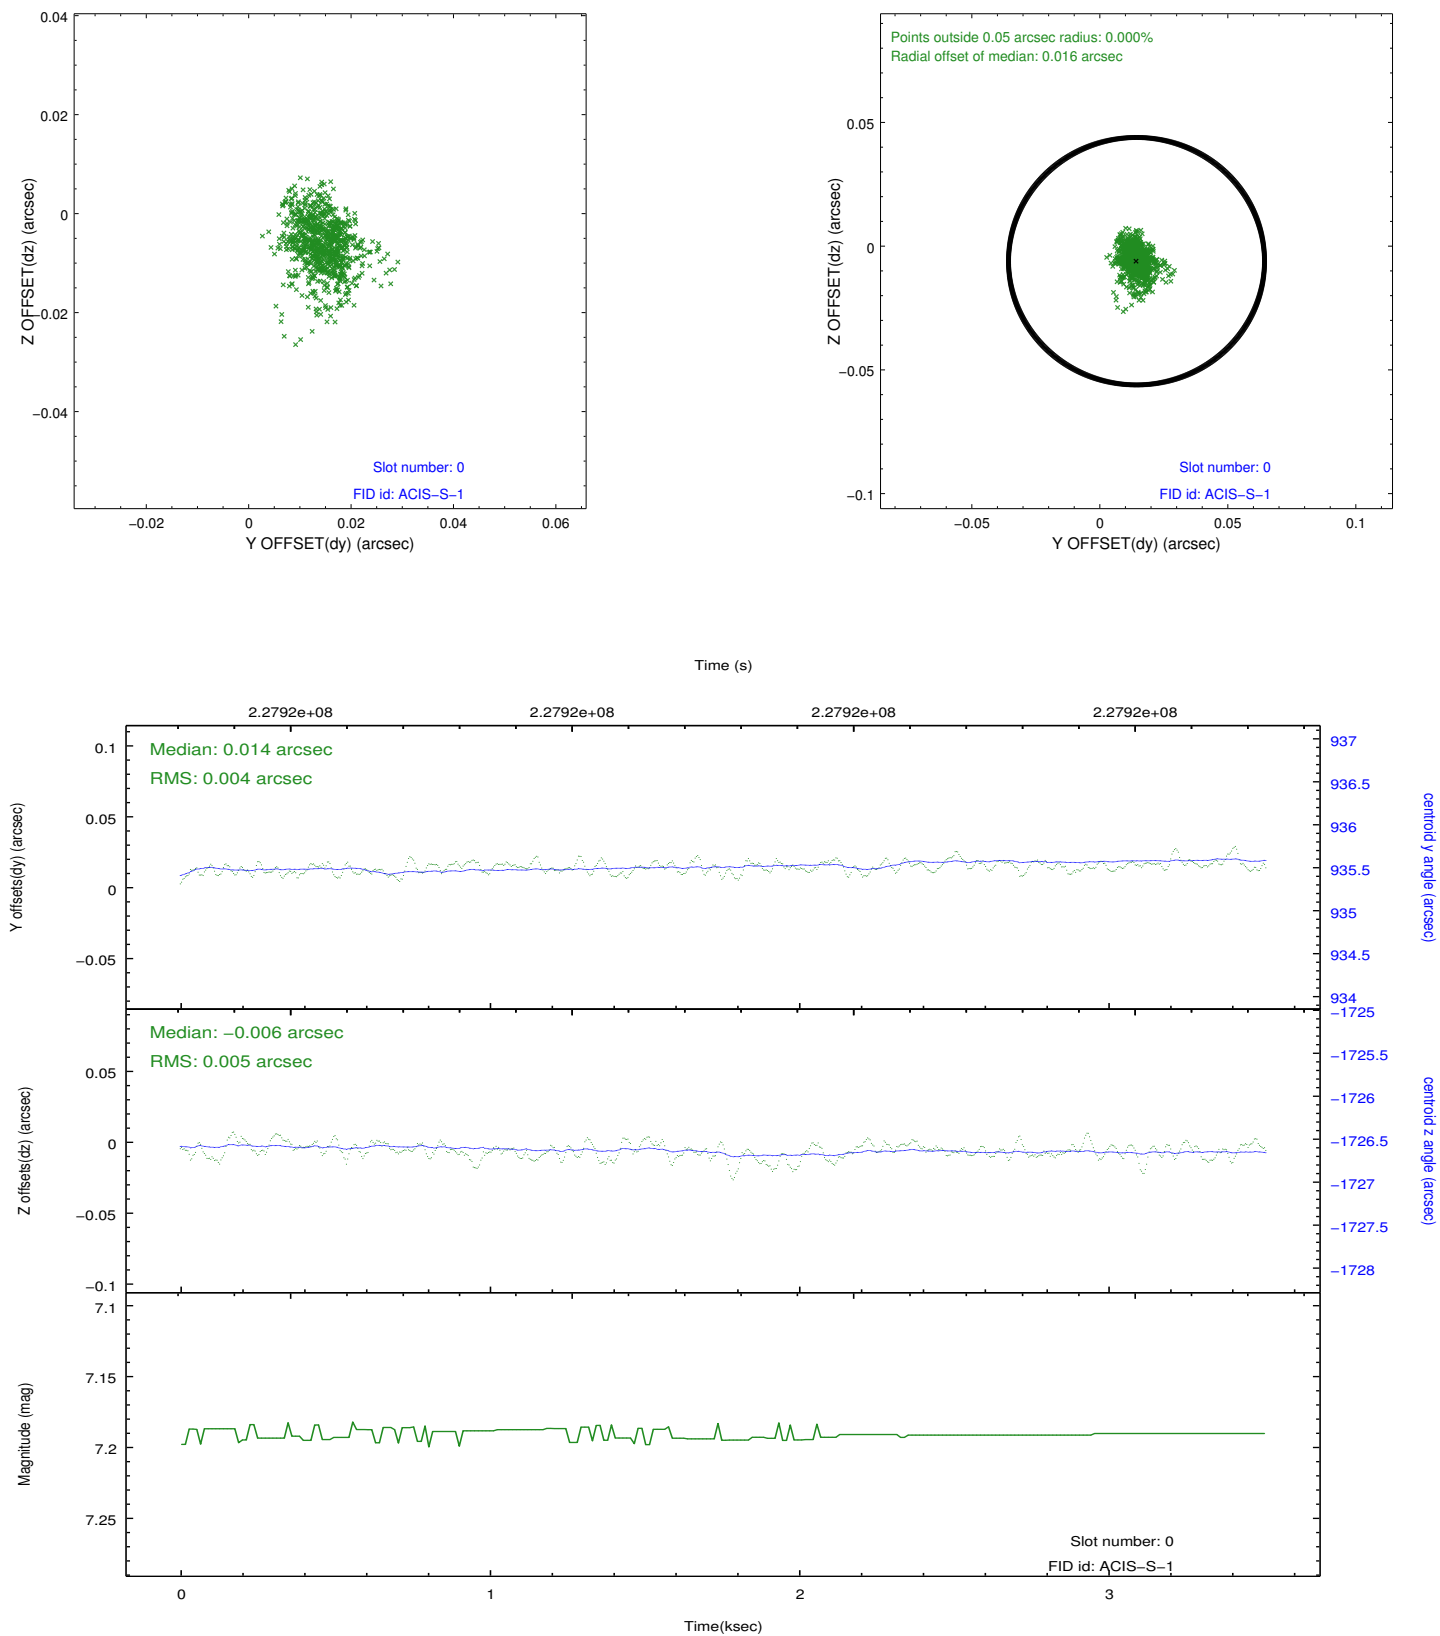 0.04
0.02
0
−0.02
−0.04
Z OFFSET(dz) (arcsec)
Slot number: 0
FID id: ACIS−S−1
−0.02
0
0.02
0.04
0.06
Y OFFSET(dy) (arcsec)
Points outside 0.05 arcsec radius: 0.000%
Radial offset of median: 0.016 arcsec
0.05
0
−0.05
−0.1
Z OFFSET(dz) (arcsec)
Slot number: 0
FID id: ACIS−S−1
−0.05
0
0.05
0.1
Y OFFSET(dy) (arcsec)
Time (s)
2.2792e+08
2.2792e+08
2.2792e+08
2.2792e+08
Median: 0.014 arcsec
RMS: 0.004 arcsec
0.1
0.05
0
−0.05
Y offsets(dy) (arcsec)
937
936.5
936
935.5
935
934.5
934
centroid y angle (arcsec)
Median: −0.006 arcsec
RMS: 0.005 arcsec
0.05
0
−0.05
−0.1
Z offsets(dz) (arcsec)
−1725
−1725.5
−1726
−1726.5
−1727
−1727.5
−1728
centroid z angle (arcsec)
7.1
7.15
7.2
7.25
Magnitude (mag)
Slot number: 0
FID id: ACIS−S−1
0
1
2
3
Time(ksec)